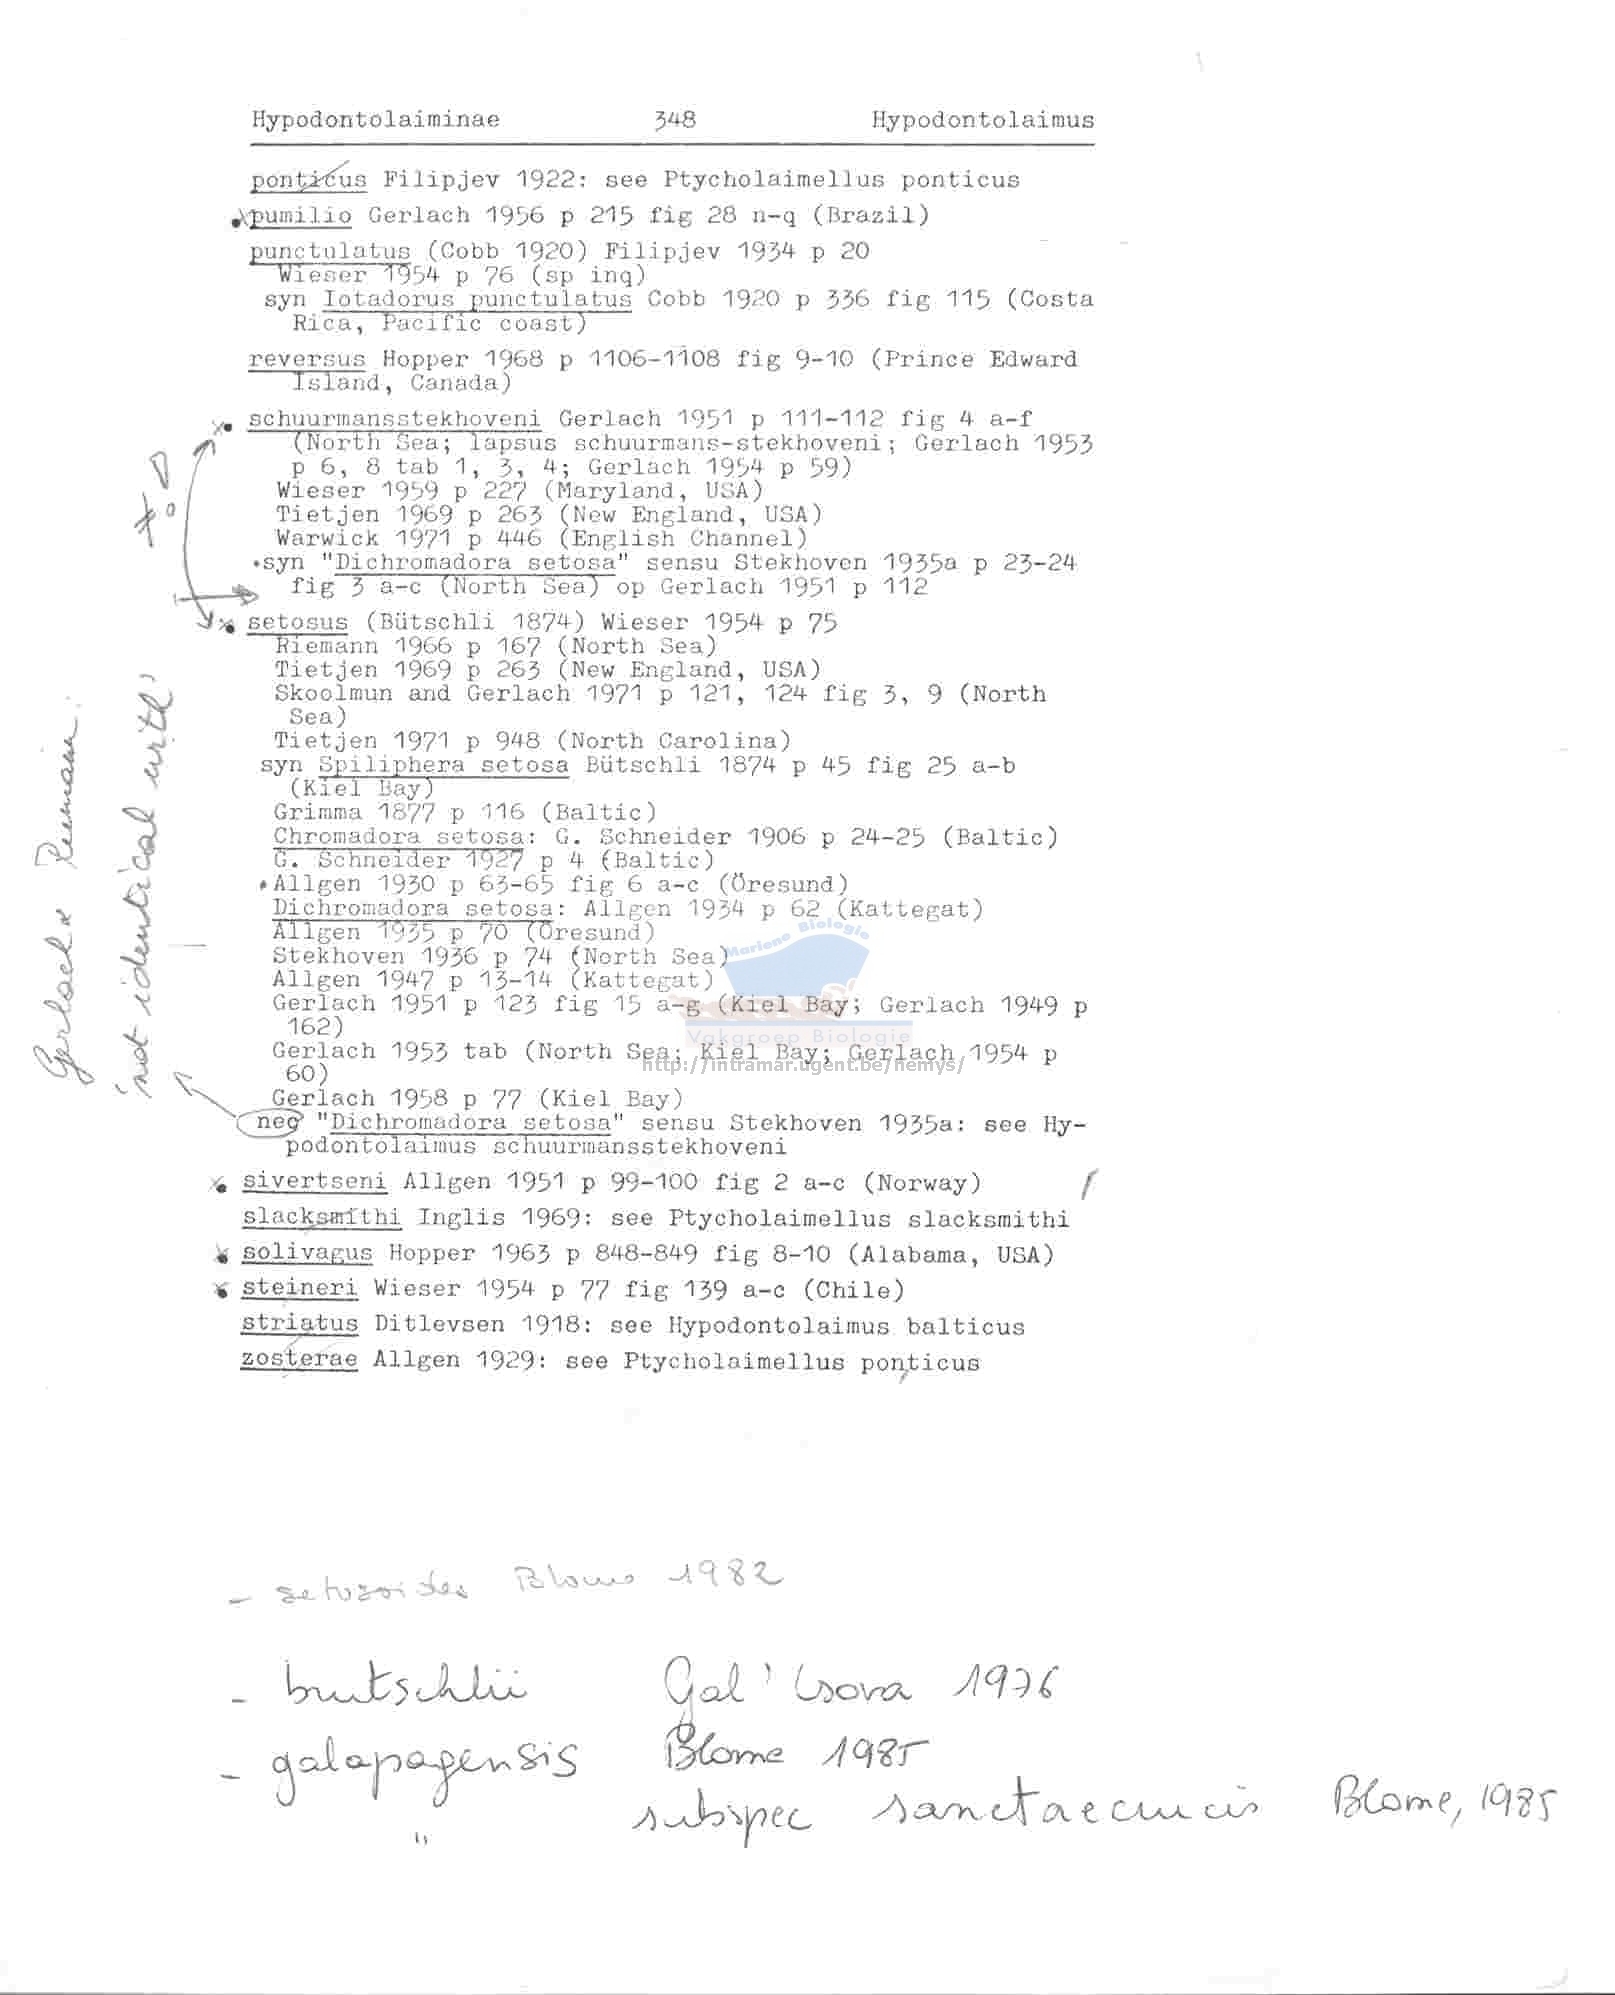 Hypodontolaiminae 348 Hypodontolaimus
ponticus Filipjev 1922: see Ptycholaimellus ponticus
pumilio Gerlach 1956 p 215 fig 28 n-q (Brazil)
punctulatus (Cobb 1920) Filipjev 1934 p 20
Wieser 1954 p 76 (sp inq)
syn Iotadorus punctulatus Cobb 1920 p 336 fig 115 (Costa
Rica, Pacific coast)
reversus Hopper 1968 p 1106-1108 fig 9-10 (Prince Edward
Island, Canada)
schuurmansstekhoveni Gerlach 1951 p 111-112 fig 4 a-f
(North Sea; lapsus schuurmans-stekhoveni; Gerlach 1953
p 6, 8 tab 1, 3, 4; Gerlach 1954 p 59)
Wieser 1959 p 227 (Maryland, USA)
Tietjen 1969 p 263 (New England, USA)
Warwick 1971 p 446 (English Channel)
syn "Dichromadora setosa" sensu Stekhoven 1935a p 23-24
fig 3 a-c (North Sea) op Gerlach 1951 p 112
setosus (Bütschli 1874) Wieser 1954 p 75
Riemann 1966 p 167 (North Sea)
Tietjen 1969 p 263 (New England, USA)
Skoolmun and Gerlach 1971 p 121, 124 fig 3, 9 (North
Sea)
Tietjen 1971 p 948 (North Carolina)
syn Spiliphera setosa Bütschli 1874 p 45 fig 25 a-b
(Kiel Bay)
Grimma 1877 p 116 (Baltic)
Chromadora setosa: G. Schneider 1906 p 24-25 (Baltic)
G. Schneider 1927 p 4 (Baltic)
Allgen 1930 p 63-65 fig 6 a-c (Öresund)
Dichromadora setosa: Allgen 1934 p 62 (Kattegat)
Allgen 1935 p 70 (Öresund)
Stekhoven 1936 p 74 (North Sea)
Allgen 1947 p 13-14 (Kattegat)
Gerlach 1951 p 123 fig 15 a-g (Kiel Bay; Gerlach 1949 p
162)
Gerlach 1953 tab (North Sea; Kiel Bay; Gerlach 1954 p
60)
Gerlach 1958 p 77 (Kiel Bay)
neg "Dichromadora setosa" sensu Stekhoven 1935a: see Hy-
podontolaimus schuurmansstekhoveni
sivertseni Allgen 1951 p 99-100 fig 2 a-c (Norway)
slacksmithi Inglis 1969: see Ptycholaimellus slacksmithi
solivagus Hopper 1963 p 848-849 fig 8-10 (Alabama, USA)
steineri Wieser 1954 p 77 fig 139 a-c (Chile)
striatus Ditlevsen 1918: see Hypodontolaimus balticus
zosterae Allgen 1929: see Ptycholaimellus ponticus
Gerlach & Riemann:
'not identical with'
Mariene Biologie
Vakgroep Biologie
http://intramar.ugent.be/nemys/
- setosoides Blome 1982
- butschlii Gal'tsova 1976
- galapagensis Blome 1985
" subspec sanctaecrucis Blome, 1985